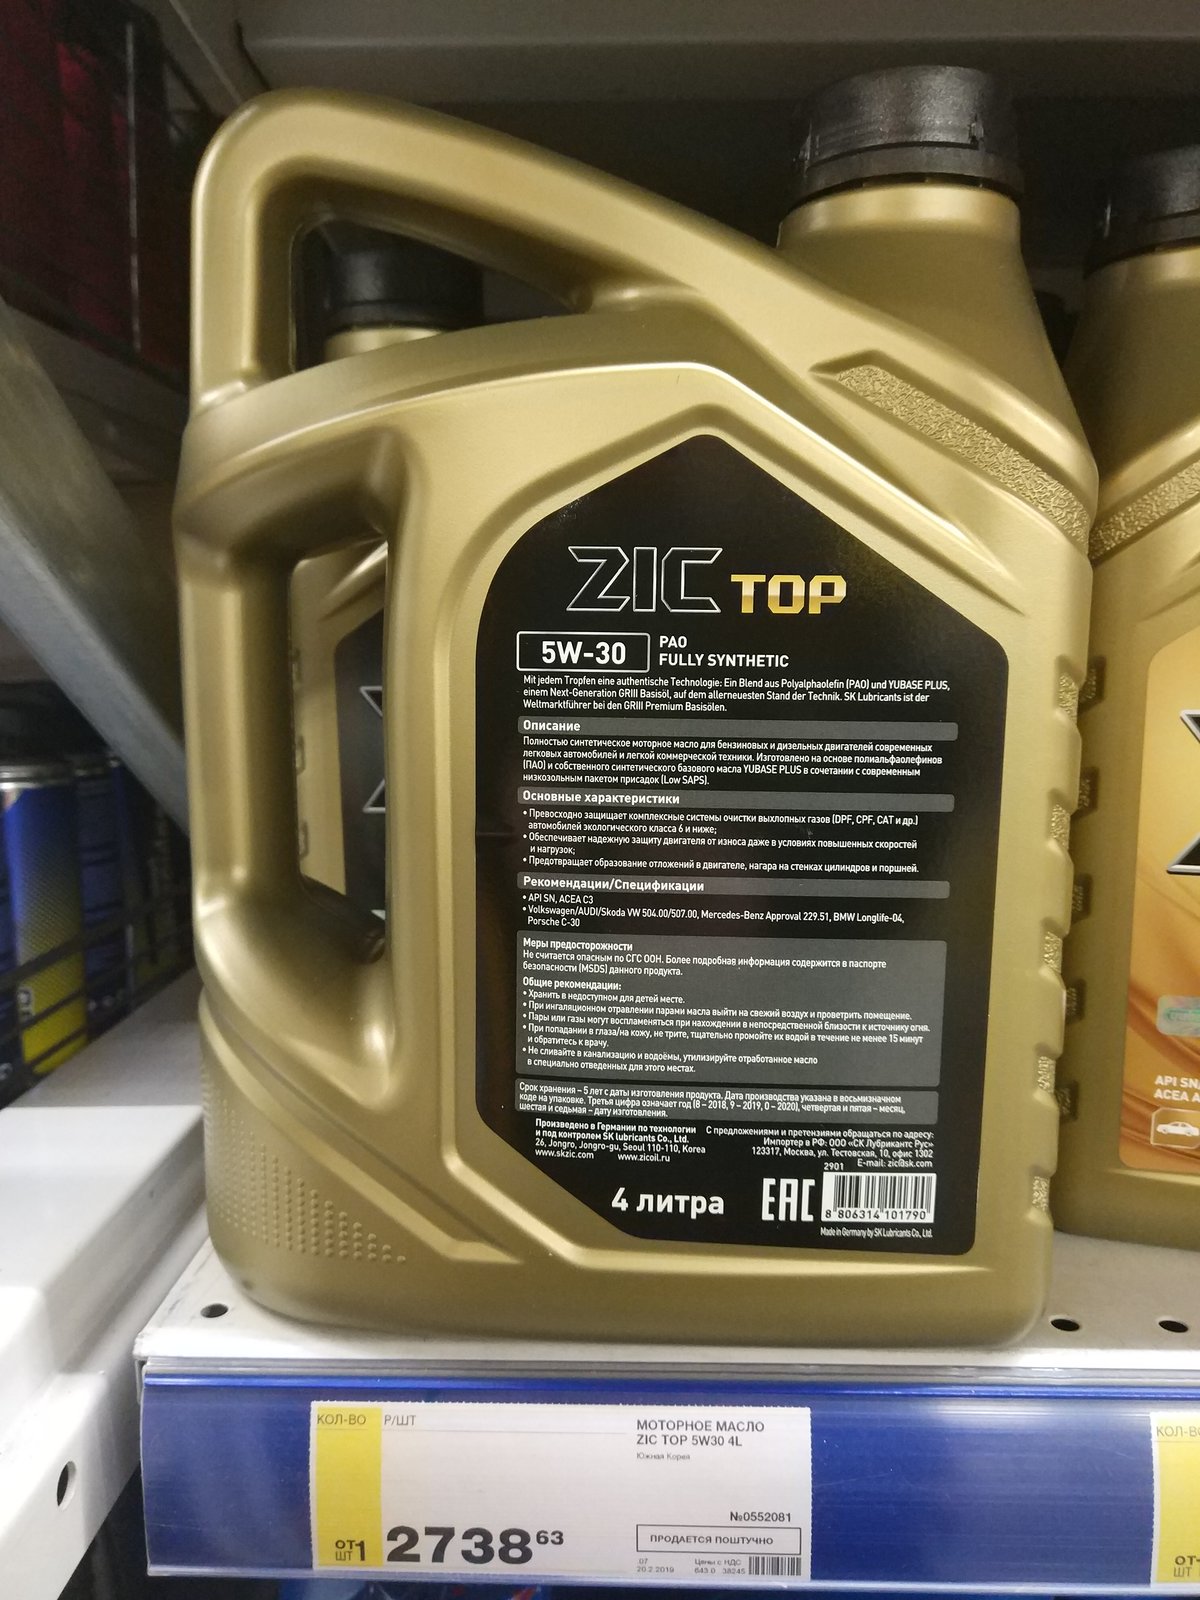 ZIC TOP
5W-30
PAO
FULLY SYNTHETIC
Mit jedem Tropfen eine authentische Technologie: Ein Blend aus Polyalphaolefin (PAO) und YUBASE PLUS,
einem Next-Generation GRIII Basisöl, auf dem allerneuesten Stand der Technik. SK Lubricants ist der
Weltmarktführer bei den GRIII Premium Basisölen.
Описание
Полностью синтетическое моторное масло для бензиновых и дизельных двигателей современных
легковых автомобилей и легкой коммерческой техники. Изготовлено на основе полиальфаолефинов
(ПАО) и собственного синтетического базового масла YUBASE PLUS в сочетании с современным
низкозольным пакетом присадок (Low SAPS).
Основные характеристики
• Превосходно защищает комплексные системы очистки выхлопных газов (DPF, CPF, CAT и др.)
автомобилей экологического класса 6 и ниже;
• Обеспечивает надежную защиту двигателя от износа даже в условиях повышенных скоростей
и нагрузок;
• Предотвращает образование отложений в двигателе, нагара на стенках цилиндров и поршней.
Рекомендации/Спецификации
• API SN, ACEA C3
• Volkswagen/AUDI/Skoda VW 504.00/507.00, Mercedes-Benz Approval 229.51, BMW Longlife-04,
Porsche C-30
Меры предосторожности
Не считается опасным по СГС ООН. Более подробная информация содержится в паспорте
безопасности (MSDS) данного продукта.
Общие рекомендации:
• Хранить в недоступном для детей месте.
• При ингаляционном отравлении парами масла выйти на свежий воздух и проветрить помещение.
• Пары или газы могут воспламеняться при нахождении в непосредственной близости к источнику огня.
• При попадании в глаза/на кожу, не трите, тщательно промойте их водой в течение не менее 15 минут
и обратитесь к врачу.
• Не сливайте в канализацию и водоёмы, утилизируйте отработанное масло
в специально отведенных для этого местах.
Срок хранения – 5 лет с даты изготовления продукта. Дата производства указана в восьмизначном
коде на упаковке. Третья цифра означает год (8 – 2018, 9 – 2019, 0 – 2020), четвертая и пятая – месяц,
шестая и седьмая – дату изготовления.
Произведено в Германии по технологии
и под контролем SK lubricants Co., Ltd.
26, Jongro, Jongro-gu, Seoul 110-110, Korea
www.skzic.com www.zicoil.ru
С предложениями и претензиями обращаться по адресу:
Импортер в РФ: ООО «СК Лубрикантс Рус»
123317, Москва, ул. Тестовская, 10, офис 1302
E-mail: zic@sk.com
2901
4 литра
EAC
8 806314 101790
Made in Germany by SK Lubricants Co., Ltd.
API SN
ACEA A
КОЛ-ВО Р/ШТ
МОТОРНОЕ МАСЛО
ZIC TOP 5W30 4L
Южная Корея
№0552081
ПРОДАЕТСЯ ПОШТУЧНО
ОТ 1 ШТ
2738 63
.07
20.2.2019
Цены с НДС
643.0 38245
КОЛ-ВО
ОТ
ШТ